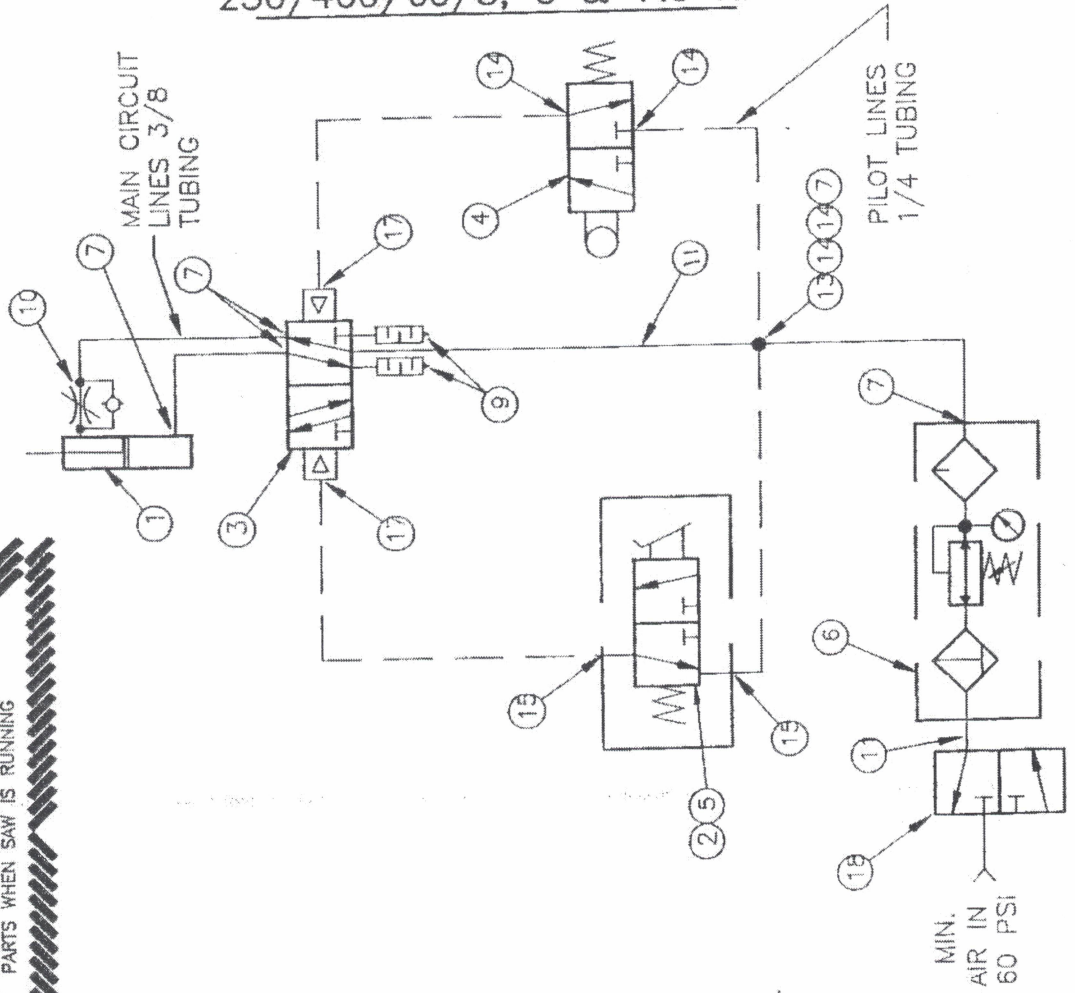 PARTS WHEN SAW IS RUNNING
MAIN CIRCUIT
LINES 3/8
TUBING
10
7
7
1
3
17
17
9
14
14
4
11
13 14 14 7
PILOT LINES
1/4 TUBING
7
6
15
15
2 5
11
18
MIN.
AIR IN
60 PSI